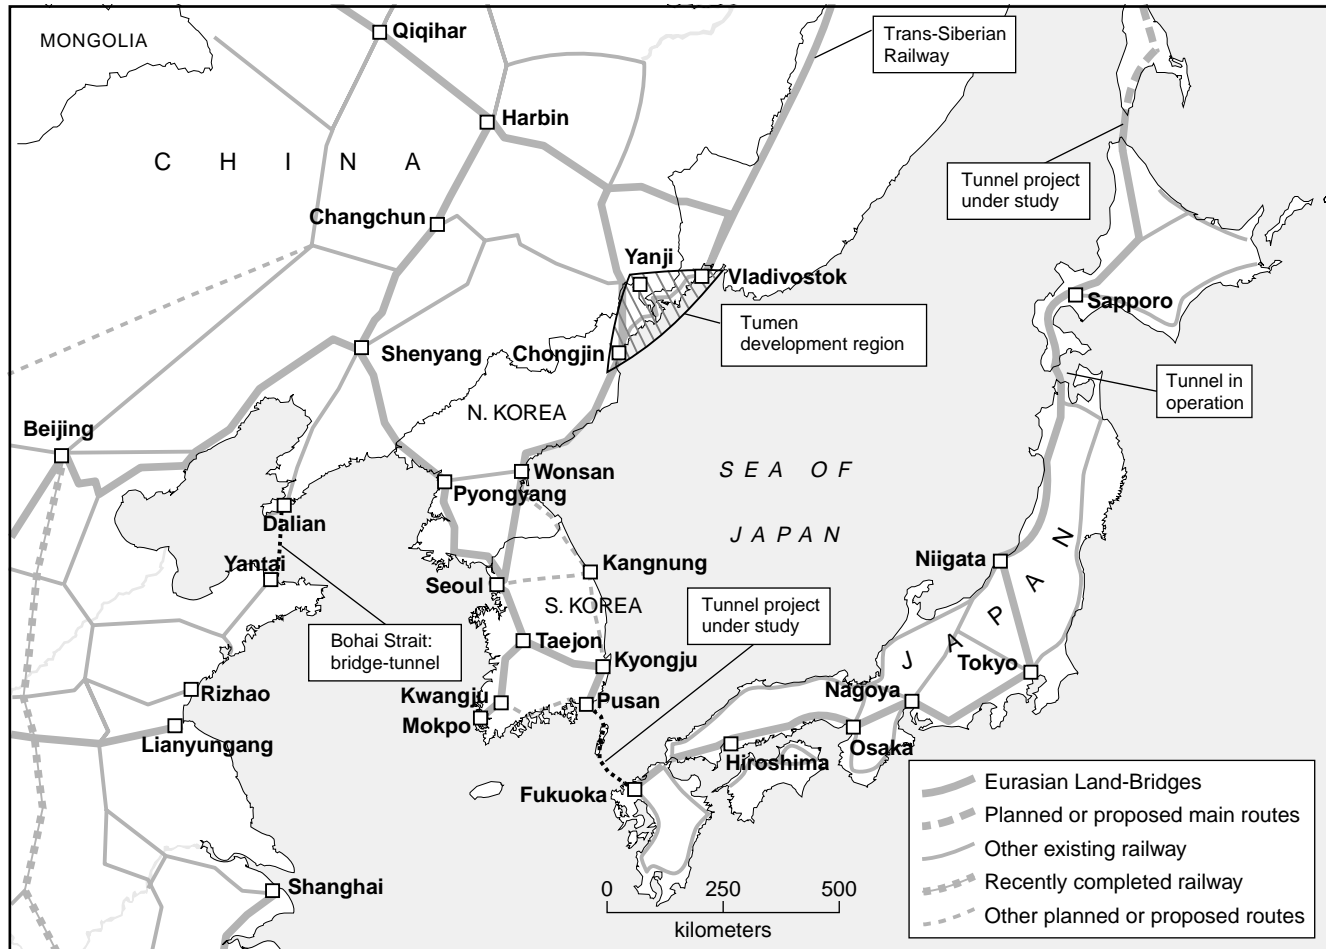 MONGOLIA
Qiqihar
Trans-Siberian
Railway
Harbin
C H I N A
Tunnel project
under study
Changchun
Yanji
Vladivostok
Sapporo
Tumen
development region
Shenyang
Chongjin
Tunnel in
operation
N. KOREA
Beijing
SEA OF
JAPAN
Wonsan
Pyongyang
Dalian
Yantai
Niigata
Kangnung
Seoul
S. KOREA
Tunnel project
under study
JAPAN
Bohai Strait:
bridge-tunnel
Taejon
Kyongju
Tokyo
Rizhao
Kwangju
Pusan
Nagoya
Mokpo
Lianyungang
Osaka
Hiroshima
Fukuoka
Shanghai
Eurasian Land-Bridges
Planned or proposed main routes
Other existing railway
Recently completed railway
Other planned or proposed routes
0 250 500
kilometers